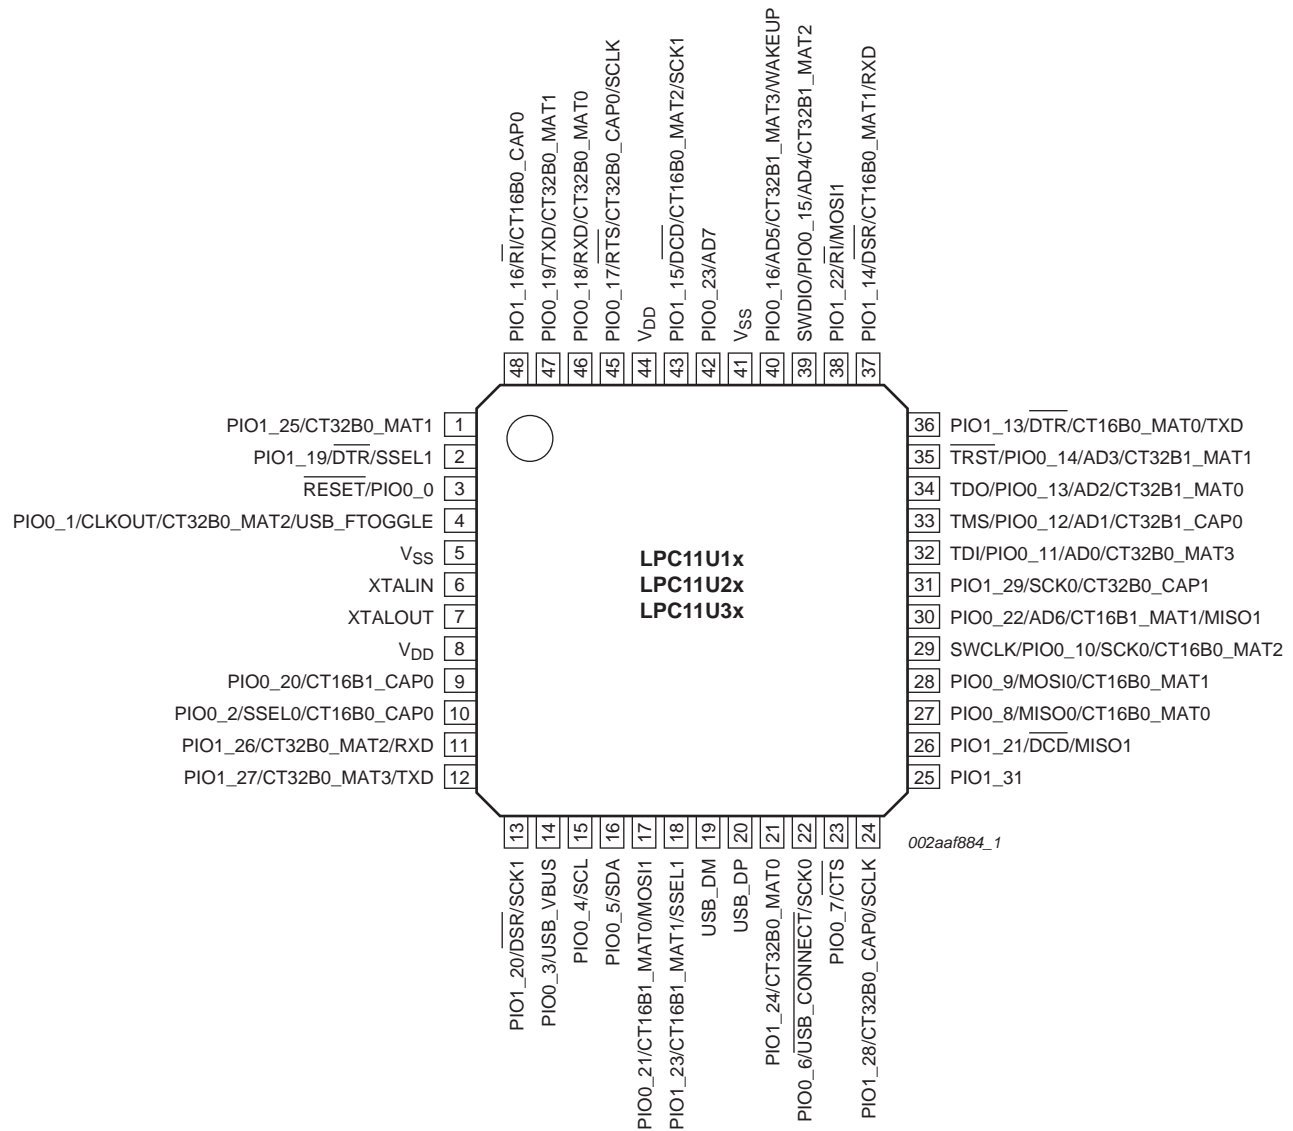 PIO1_16/RI/CT16B0_CAP0
PIO0_19/TXD/CT32B0_MAT1
PIO0_18/RXD/CT32B0_MAT0
PIO0_17/RTS/CT32B0_CAP0/SCLK
VDD
PIO1_15/DCD/CT16B0_MAT2/SCK1
PIO0_23/AD7
VSS
PIO0_16/AD5/CT32B1_MAT3/WAKEUP
SWDIO/PIO0_15/AD4/CT32B1_MAT2
PIO1_22/RI/MOSI1
PIO1_14/DSR/CT16B0_MAT1/RXD
48
47
46
45
44
43
42
41
40
39
38
37
PIO1_25/CT32B0_MAT1 1
PIO1_19/DTR/SSEL1 2
RESET/PIO0_0 3
PIO0_1/CLKOUT/CT32B0_MAT2/USB_FTOGGLE 4
VSS 5
XTALIN 6
XTALOUT 7
VDD 8
PIO0_20/CT16B1_CAP0 9
PIO0_2/SSEL0/CT16B0_CAP0 10
PIO1_26/CT32B0_MAT2/RXD 11
PIO1_27/CT32B0_MAT3/TXD 12
LPC11U1x
LPC11U2x
LPC11U3x
36 PIO1_13/DTR/CT16B0_MAT0/TXD
35 TRST/PIO0_14/AD3/CT32B1_MAT1
34 TDO/PIO0_13/AD2/CT32B1_MAT0
33 TMS/PIO0_12/AD1/CT32B1_CAP0
32 TDI/PIO0_11/AD0/CT32B0_MAT3
31 PIO1_29/SCK0/CT32B0_CAP1
30 PIO0_22/AD6/CT16B1_MAT1/MISO1
29 SWCLK/PIO0_10/SCK0/CT16B0_MAT2
28 PIO0_9/MOSI0/CT16B0_MAT1
27 PIO0_8/MISO0/CT16B0_MAT0
26 PIO1_21/DCD/MISO1
25 PIO1_31
13
14
15
16
17
18
19
20
21
22
23
24
002aaf884_1
PIO1_20/DSR/SCK1
PIO0_3/USB_VBUS
PIO0_4/SCL
PIO0_5/SDA
PIO0_21/CT16B1_MAT0/MOSI1
PIO1_23/CT16B1_MAT1/SSEL1
USB_DM
USB_DP
PIO1_24/CT32B0_MAT0
PIO0_6/USB_CONNECT/SCK0
PIO0_7/CTS
PIO1_28/CT32B0_CAP0/SCLK